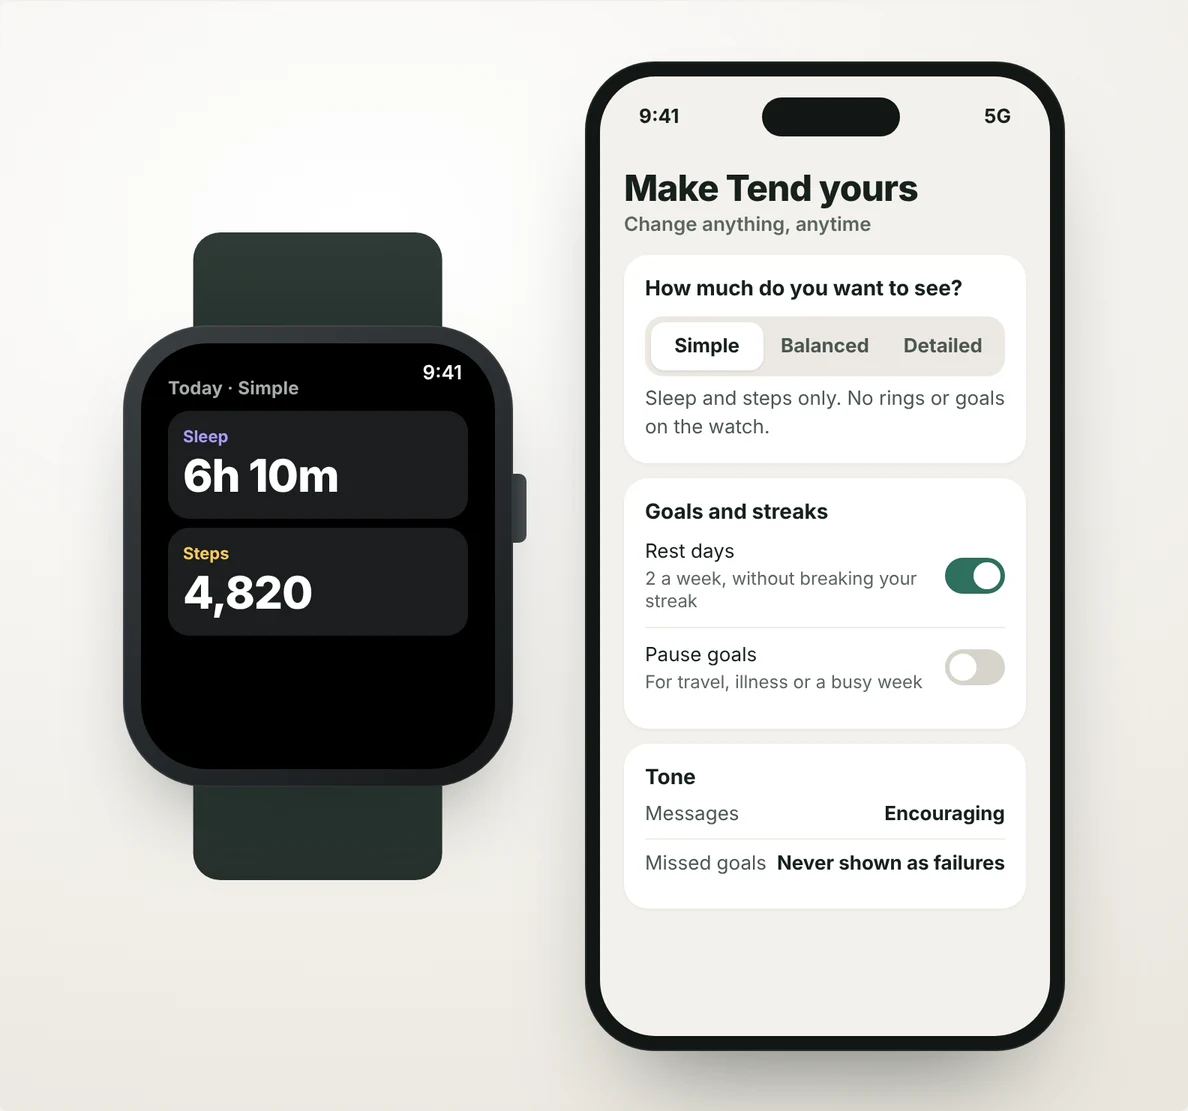 9:41
Today · Simple
Sleep
6h 10m
Steps
4,820
9:41
5G
Make Tend yours
Change anything, anytime
How much do you want to see?
Simple Balanced Detailed
Sleep and steps only. No rings or goals
on the watch.
Goals and streaks
Rest days
2 a week, without breaking your
streak
Pause goals
For travel, illness or a busy week
Tone
Messages Encouraging
Missed goals Never shown as failures